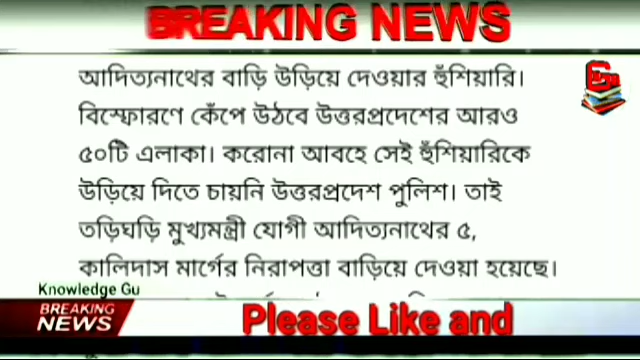 BREAKING NEWS
আদিত্যনাথের বাড়ি উড়িয়ে দেওয়ার হুঁশিয়ারি।
বিস্ফোরণে কেঁপে উঠবে উত্তরপ্রদেশের আরও
৫০টি এলাকা। করোনা আবহে সেই হুঁশিয়ারিকে
উড়িয়ে দিতে চায়নি উত্তরপ্রদেশ পুলিশ। তাই
তড়িঘড়ি মুখ্যমন্ত্রী যোগী আদিত্যনাথের ৫,
কালিদাস মার্গের নিরাপত্তা বাড়িয়ে দেওয়া হয়েছে।
Knowledge Gu
BREAKING
NEWS
Please Like and